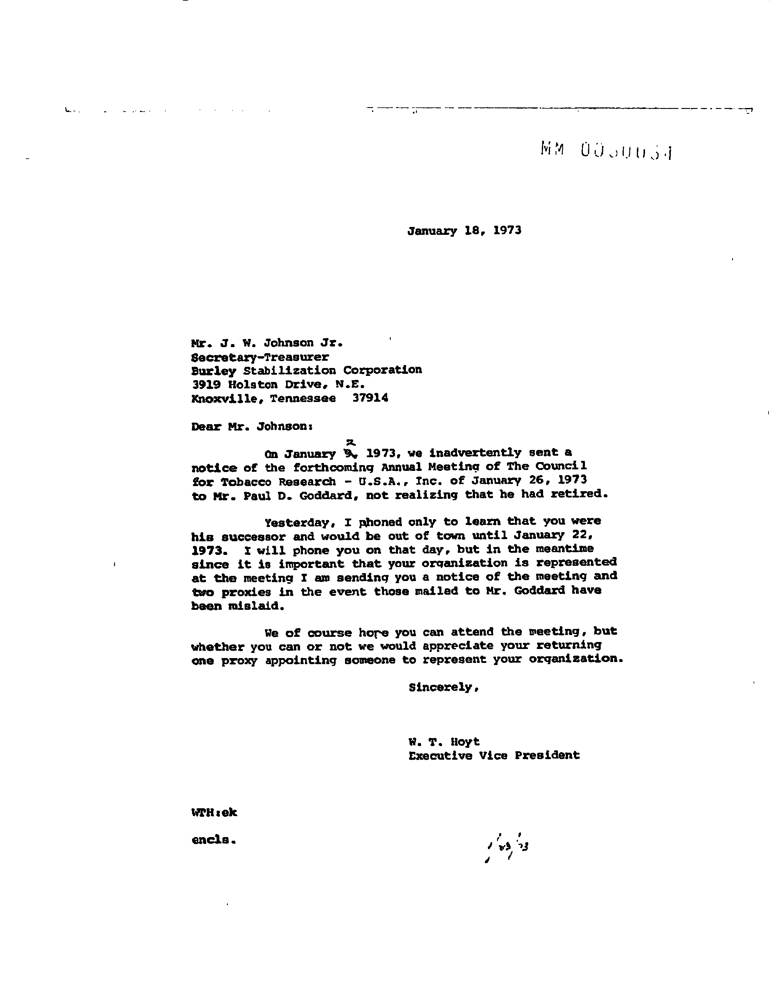 MM
January 18, 1973
Mr. J. W. Johnson Jr.
Secretary-Treasurer
Burley Stabilization Corporation
3919 Holston Drive, N.E.
Knoxville, Tennessee 37914
Dear Mr. Johnson:
2
On January , 1973, we inadvertently sent a
notice of the forthcoming Annual Meeting of The Council
for Tobacco Research - U.S.A., Inc. of January 26, 1973
to Mr. Paul D. Goddard, not realizing that he had retired.
Yesterday, I phoned only to learn that you were
his successor and would be out of town until January 22,
1973. I will phone you on that day, but in the meantime
since it is important that your organization is represented
at the meeting I am sending you a notice of the meeting and
two proxies in the event those mailed to Mr. Goddard have
been mislaid.
We of course hope you can attend the meeting, but
whether you can or not we would appreciate your returning
one proxy appointing someone to represent your organization.
Sincerely,
W. T. Hoyt
Executive Vice President
WTH:ek
encls.